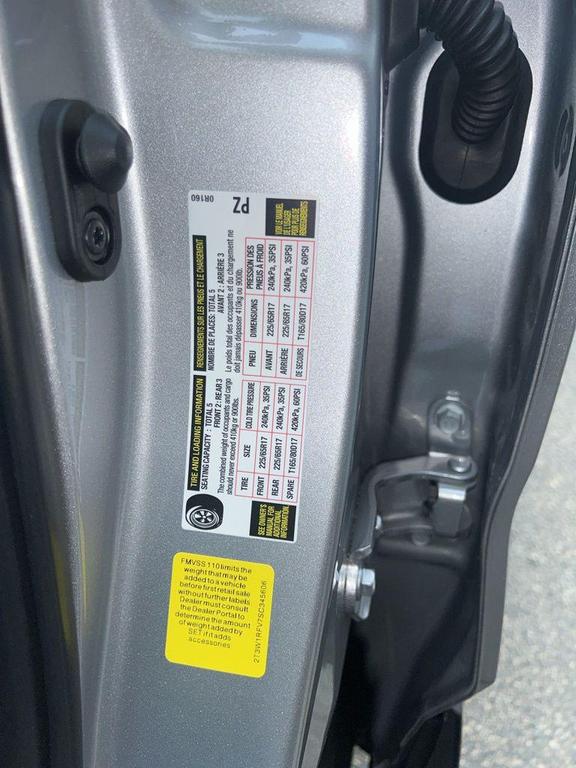 TIRE AND LOADING INFORMATION
SEATING CAPACITY : TOTAL 5
FRONT 2: REAR 3
The combined weight of occupants and cargo
should never exceed 410kg or 900lbs.
TIRE SIZE COLD TIRE PRESSURE
FRONT 225/65R17 240kPa, 35PSI
REAR 225/65R17 240kPa, 35PSI
SPARE T165/80D17 420kPa, 60PSI
SEE OWNER'S
MANUAL FOR
ADDITIONAL
INFORMATION
RENSEIGNEMENTS SUR LES PNEUS ET LE CHARGEMENT
NOMBRE DE PLACES: TOTAL 5
AVANT 2 : ARRIÈRE 3
Le poids total des occupants et du chargement ne
doit jamais dépasser 410kg ou 900lb.
PNEU DIMENSIONS PRESSION DES
PNEUS À FROID
AVANT 225/65R17 240kPa, 35PSI
ARRIÈRE 225/65R17 240kPa, 35PSI
DE SECOURS T165/80D17 420kPa, 60PSI
VOIR LE MANUEL
DE L'USAGER
POUR PLUS DE
RENSEIGNEMENTS
0R160
PZ
FMVSS 110 limits the
weight that may be
added to a vehicle
before first retail sale
without further labels
Dealer must consult
the Dealer Portal to
determine the amount
of weight added by
SET if it adds
accessories
2T3W1RFV7SC345606